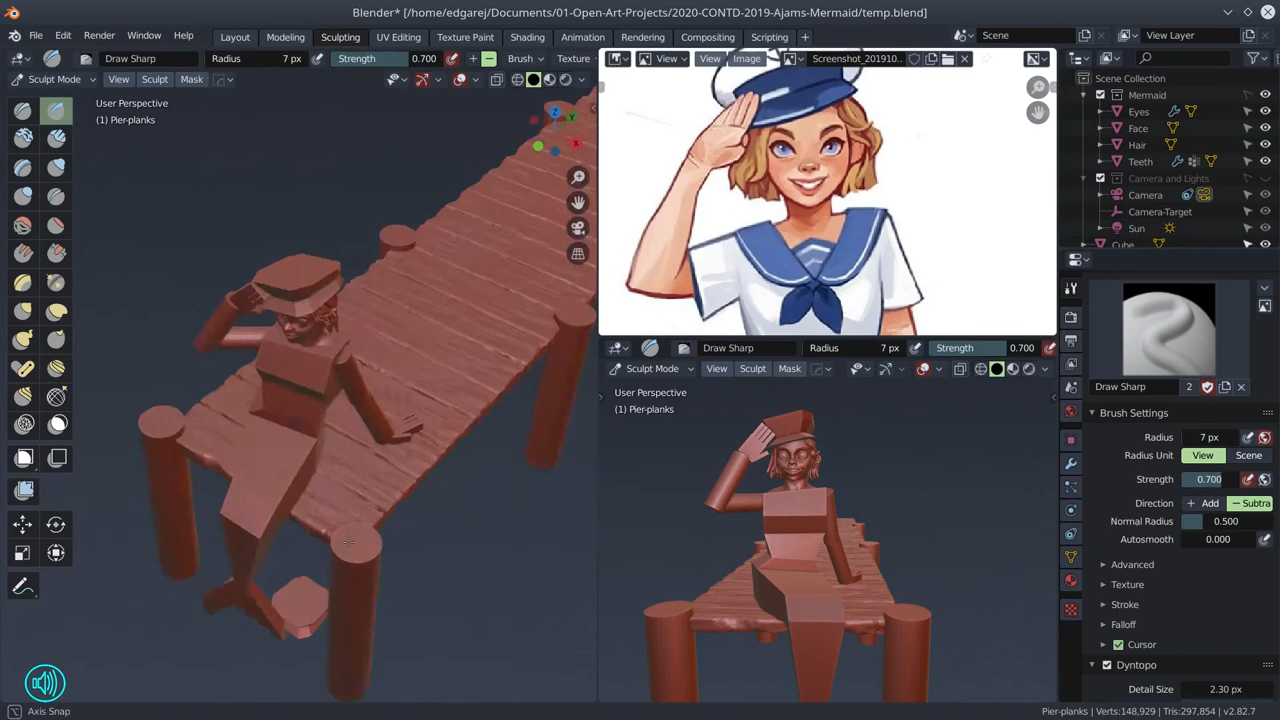 Blender* [/home/edgarej/Documents/01-Open-Art-Projects/2020-CONTD-2019-Ajams-Mermaid/temp.blend]
File Edit Render Window Help Layout Modeling Sculpting UV Editing Texture Paint Shading Animation Rendering Compositing Scripting + Scene View Layer
Draw Sharp Radius 7 px Strength 0.700 Brush Texture
Sculpt Mode View Sculpt Mask
User Perspective
(1) Pier-planks
View View Image Screenshot_201910..
Draw Sharp Radius 7 px Strength 0.700
Sculpt Mode View Sculpt Mask
User Perspective
(1) Pier-planks
Scene Collection
Mermaid
Eyes
Face
Hair
Teeth
Camera and Lights
Camera
Camera-Target
Sun
Cube
Draw Sharp 2
Brush Settings
Radius 7 px
Radius Unit View Scene
Strength 0.700
Direction + Add − Subtra
Normal Radius 0.500
Autosmooth 0.000
Advanced
Texture
Stroke
Falloff
Cursor
Dyntopo
Detail Size 2.30 px
Axis Snap
Pier-planks | Verts:148,929 | Tris:297,854 | v2.82.7